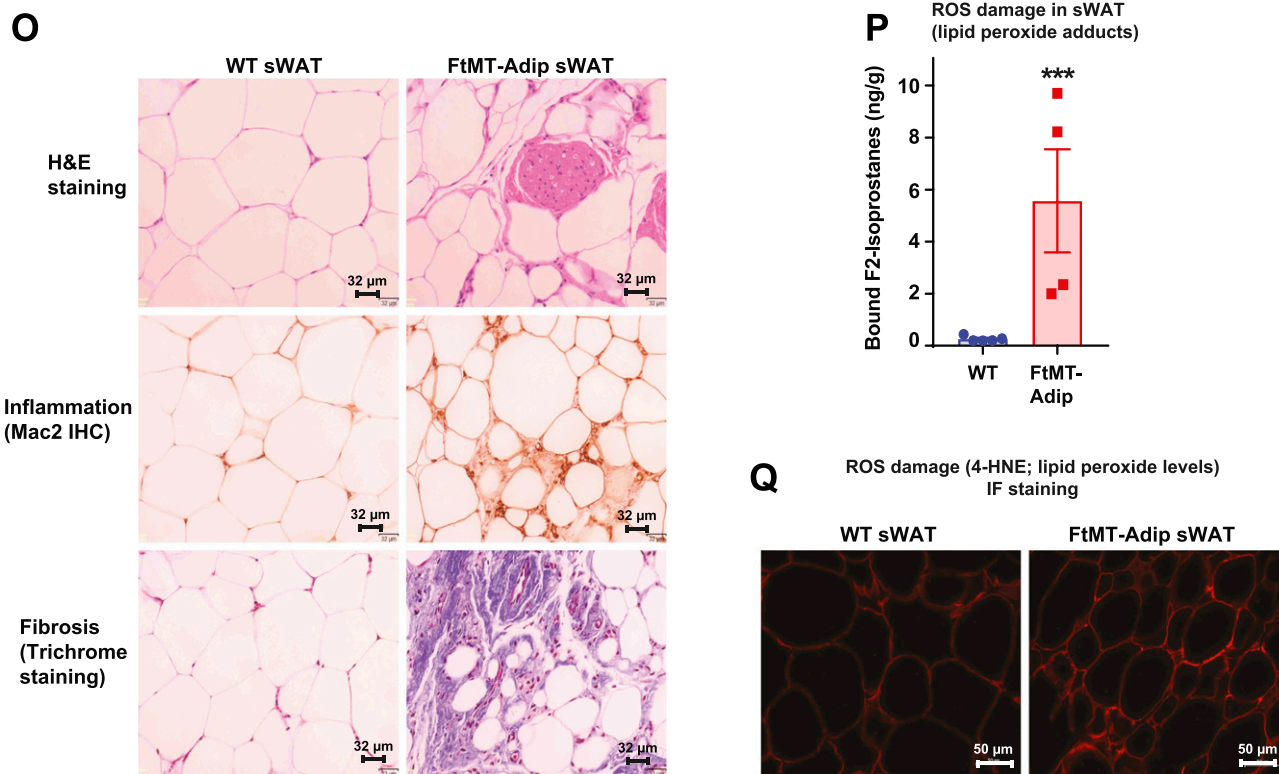 O
WT sWAT
FtMT-Adip sWAT
H&E
staining
32 µm
32 µm
Inflammation
(Mac2 IHC)
32 µm
32 µm
Fibrosis
(Trichrome
staining)
32 µm
32 µm
P
ROS damage in sWAT
(lipid peroxide adducts)
Bound F2-Isoprostanes (ng/g)
10
8
6
4
2
0
***
WT
FtMT-
Adip
Q
ROS damage (4-HNE; lipid peroxide levels)
IF staining
WT sWAT
FtMT-Adip sWAT
50 µm
50 µm